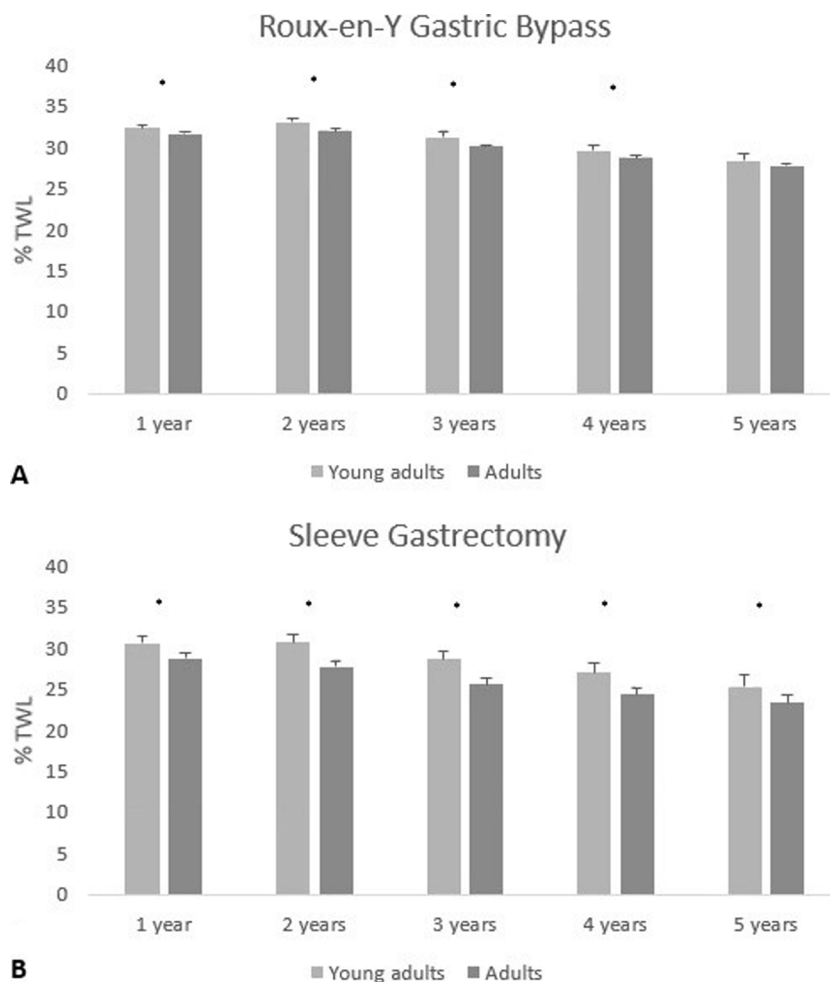 Roux-en-Y Gastric Bypass
40
35
30
25
20
15
10
5
0
% TWL
* * * *
1 year 2 years 3 years 4 years 5 years
Young adults Adults
A
Sleeve Gastrectomy
40
35
30
25
20
15
10
5
0
% TWL
* * * * *
1 year 2 years 3 years 4 years 5 years
Young adults Adults
B